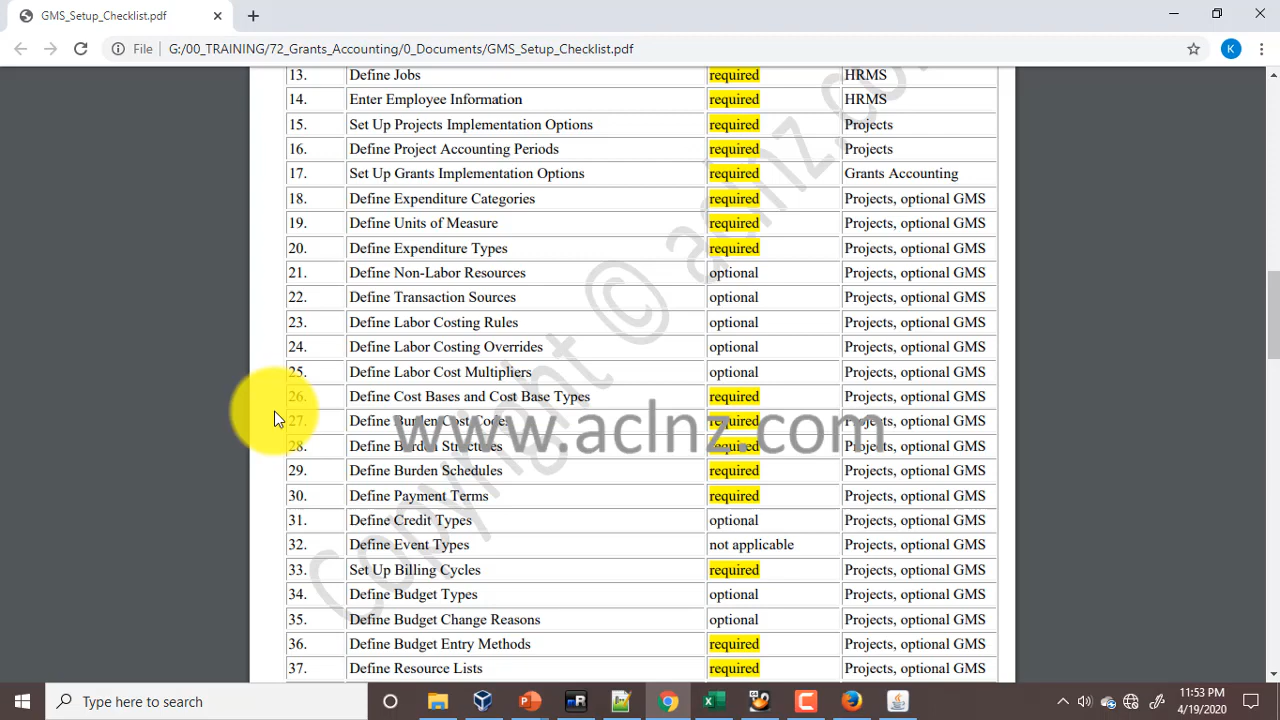 GMS_Setup_Checklist.pdf
File G:/00_TRAINING/72_Grants_Accounting/0_Documents/GMS_Setup_Checklist.pdf
K
13. Define Jobs required HRMS
14. Enter Employee Information required HRMS
15. Set Up Projects Implementation Options required Projects
16. Define Project Accounting Periods required Projects
17. Set Up Grants Implementation Options required Grants Accounting
18. Define Expenditure Categories required Projects, optional GMS
19. Define Units of Measure required Projects, optional GMS
20. Define Expenditure Types required Projects, optional GMS
21. Define Non-Labor Resources optional Projects, optional GMS
22. Define Transaction Sources optional Projects, optional GMS
23. Define Labor Costing Rules optional Projects, optional GMS
24. Define Labor Costing Overrides optional Projects, optional GMS
25. Define Labor Cost Multipliers optional Projects, optional GMS
26. Define Cost Bases and Cost Base Types required Projects, optional GMS
27. Define Burden Cost Codes required Projects, optional GMS
28. Define Burden Structures required Projects, optional GMS
29. Define Burden Schedules required Projects, optional GMS
30. Define Payment Terms required Projects, optional GMS
31. Define Credit Types optional Projects, optional GMS
32. Define Event Types not applicable Projects, optional GMS
33. Set Up Billing Cycles required Projects, optional GMS
34. Define Budget Types optional Projects, optional GMS
35. Define Budget Change Reasons optional Projects, optional GMS
36. Define Budget Entry Methods required Projects, optional GMS
37. Define Resource Lists required Projects, optional GMS
Copyright © aclnz.co
www.aclnz.com
Type here to search
11:53 PM
4/19/2020